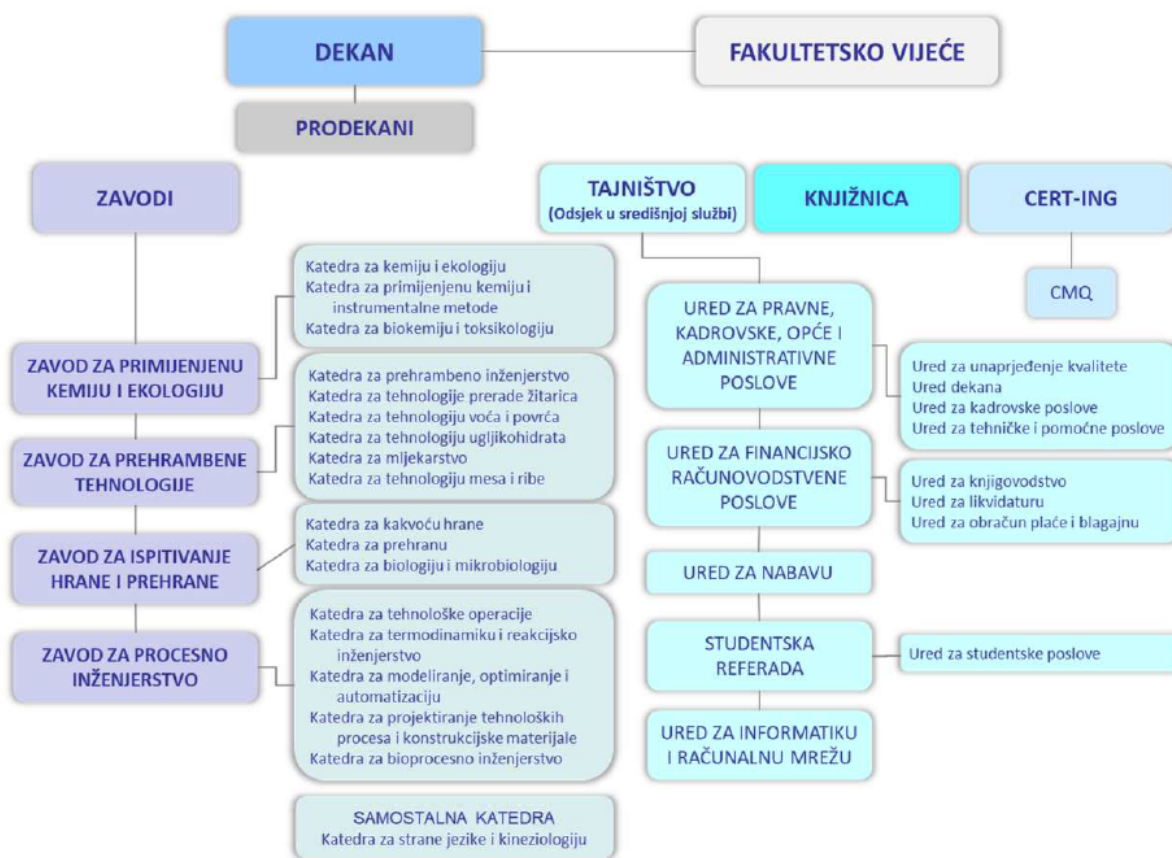 DEKAN
FAKULTETSKO VIJEĆE
PRODEKANI
ZAVODI
TAJNIŠTVO
(Odsjek u središnjoj službi)
KNJIŽNICA
CERT-ING
CMQ
ZAVOD ZA PRIMIJENJENU
KEMIJU I EKOLOGIJU
Katedra za kemiju i ekologiju
Katedra za primijenjenu kemiju i
instrumentalne metode
Katedra za biokemiju i toksikologiju
ZAVOD ZA PREHRAMBENE
TEHNOLOGIJE
Katedra za prehrambeno inženjerstvo
Katedra za tehnologije prerade žitarica
Katedra za tehnologiju voća i povrća
Katedra za tehnologiju ugljikohidrata
Katedra za mljekarstvo
Katedra za tehnologiju mesa i ribe
ZAVOD ZA ISPITIVANJE
HRANE I PREHRANE
Katedra za kakvoću hrane
Katedra za prehranu
Katedra za biologiju i mikrobiologiju
ZAVOD ZA PROCESNO
INŽENJERSTVO
Katedra za tehnološke operacije
Katedra za termodinamiku i reakcijsko
inženjerstvo
Katedra za modeliranje, optimiranje i
automatizaciju
Katedra za projektiranje tehnoloških
procesa i konstrukcijske materijale
Katedra za bioprocesno inženjerstvo
SAMOSTALNA KATEDRA
Katedra za strane jezike i kineziologiju
URED ZA PRAVNE,
KADROVSKE, OPĆE I
ADMINISTRATIVNE
POSLOVE
Ured za unaprjeđenje kvalitete
Ured dekana
Ured za kadrovske poslove
Ured za tehničke i pomoćne poslove
URED ZA FINANCIJSKO
RAČUNOVODSTVENE
POSLOVE
Ured za knjigovodstvo
Ured za likvidaturu
Ured za obračun plaće i blagajnu
URED ZA NABAVU
STUDENTSKA
REFERADA
Ured za studentske poslove
URED ZA INFORMATIKU
I RAČUNALNU MREŽU